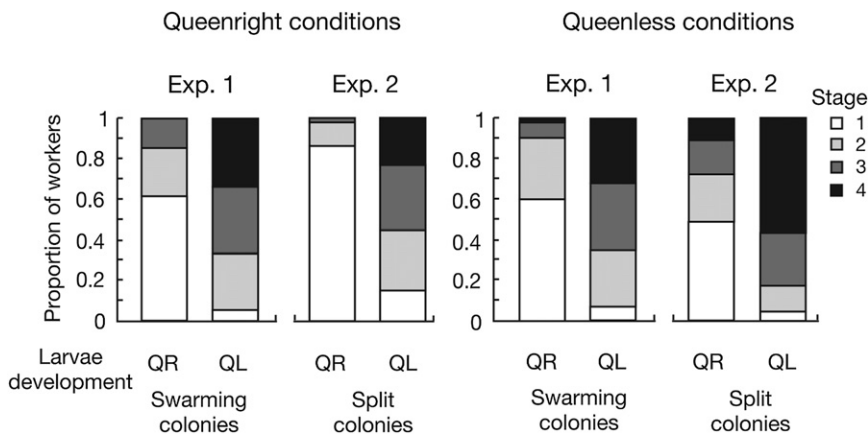 Queenright conditions
Queenless conditions
Exp. 1
Exp. 2
Exp. 1
Exp. 2
Stage
1
2
3
4
Proportion of workers
1
0.8
0.6
0.4
0.2
0
1
0.8
0.6
0.4
0.2
0
Larvae
development
QR QL
QR QL
QR QL
QR QL
Swarming
colonies
Split
colonies
Swarming
colonies
Split
colonies